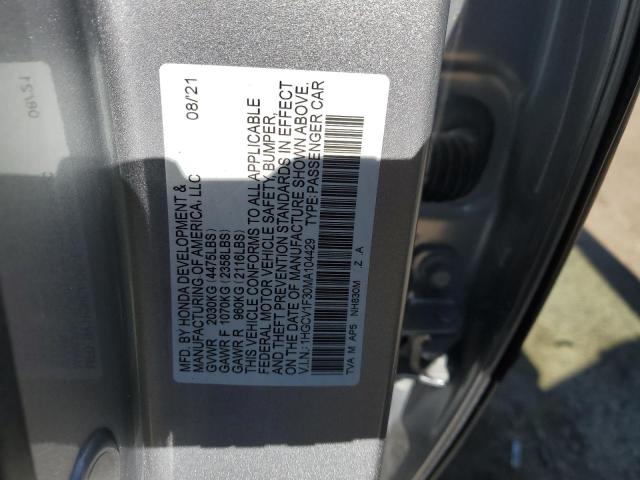 MFD. BY HONDA DEVELOPMENT & 08/'21
MANUFACTURING OF AMERICA, LLC
GVWR 2030KG (4475LBS)
GAWR F 1070KG (2358LBS)
GAWR R 960KG (2116LBS)
THIS VEHICLE CONFORMS TO ALL APPLICABLE
FEDERAL MOTOR VEHICLE SAFETY, BUMPER,
AND THEFT PREVENTION STANDARDS IN EFFECT
ON THE DATE OF MANUFACTURE SHOWN ABOVE.
V.I.N.:1HGCV1F30MA104429 TYPE:PASSENGER CAR
TVA M AP5 NH830M Z A